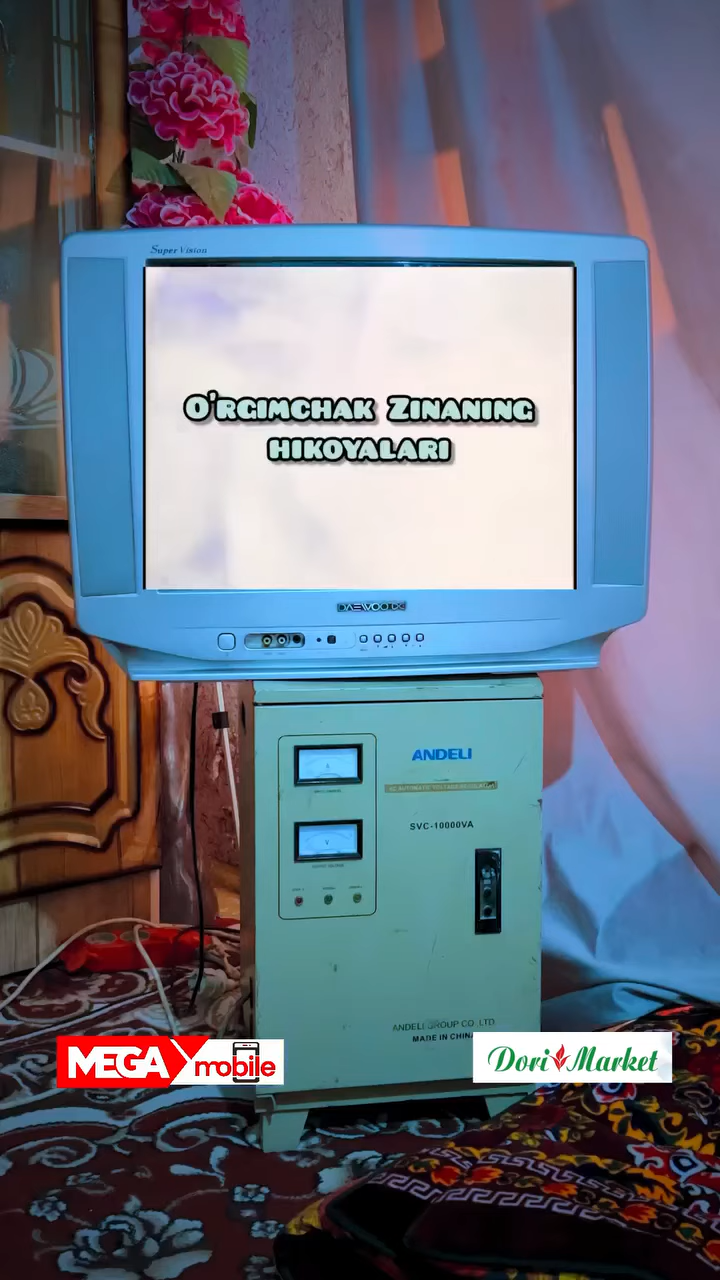 Super Vision
O'RGIMCHAK ZINANING
HIKOYALARI
DAEWOO
ANDELI
SVC-10000VA
ANDELI GROUP CO. LTD.
MADE IN CHINA
MEGA mobile
Dori Market